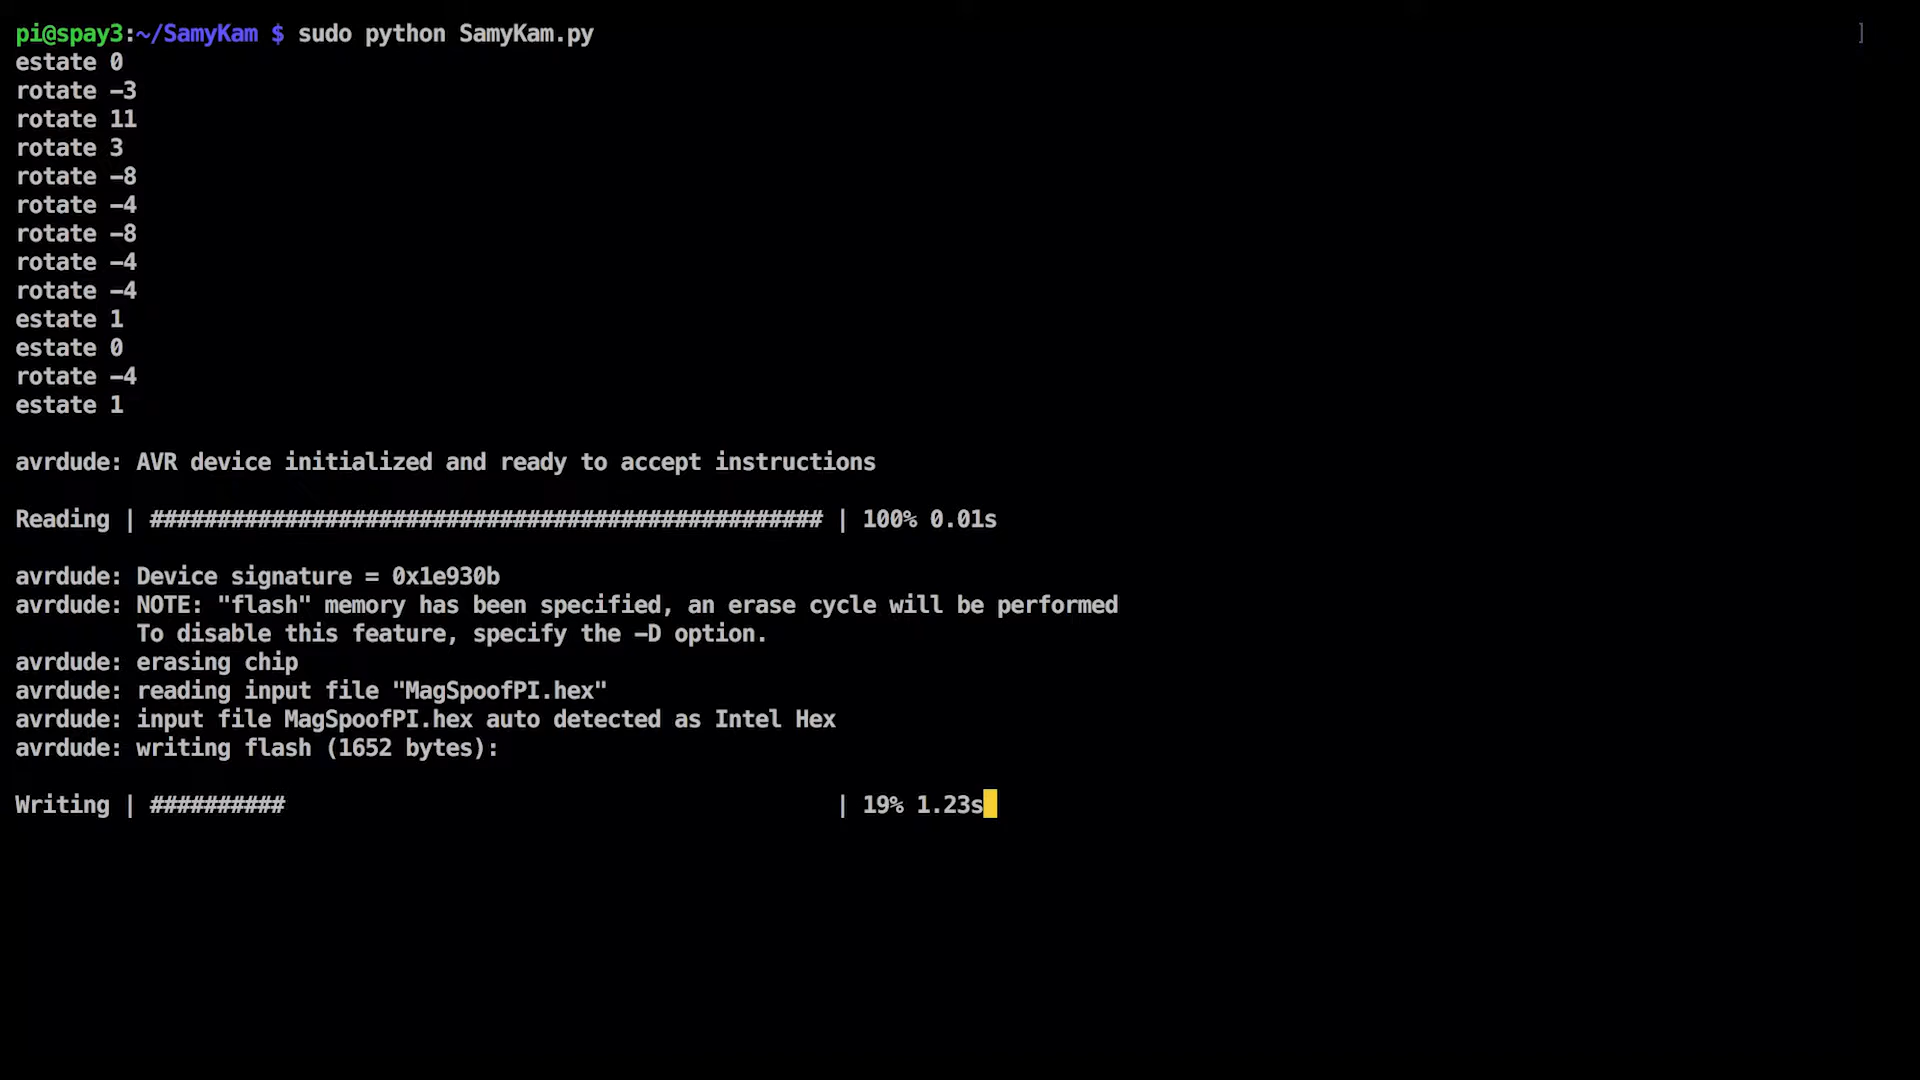 pi@spay3:~/SamyKam $ sudo python SamyKam.py ]
estate 0
rotate -3
rotate 11
rotate 3
rotate -8
rotate -4
rotate -8
rotate -4
rotate -4
estate 1
estate 0
rotate -4
estate 1
avrdude: AVR device initialized and ready to accept instructions
Reading | ################################################## | 100% 0.01s
avrdude: Device signature = 0x1e930b
avrdude: NOTE: "flash" memory has been specified, an erase cycle will be performed
To disable this feature, specify the -D option.
avrdude: erasing chip
avrdude: reading input file "MagSpoofPI.hex"
avrdude: input file MagSpoofPI.hex auto detected as Intel Hex
avrdude: writing flash (1652 bytes):
Writing | ########## | 19% 1.23s